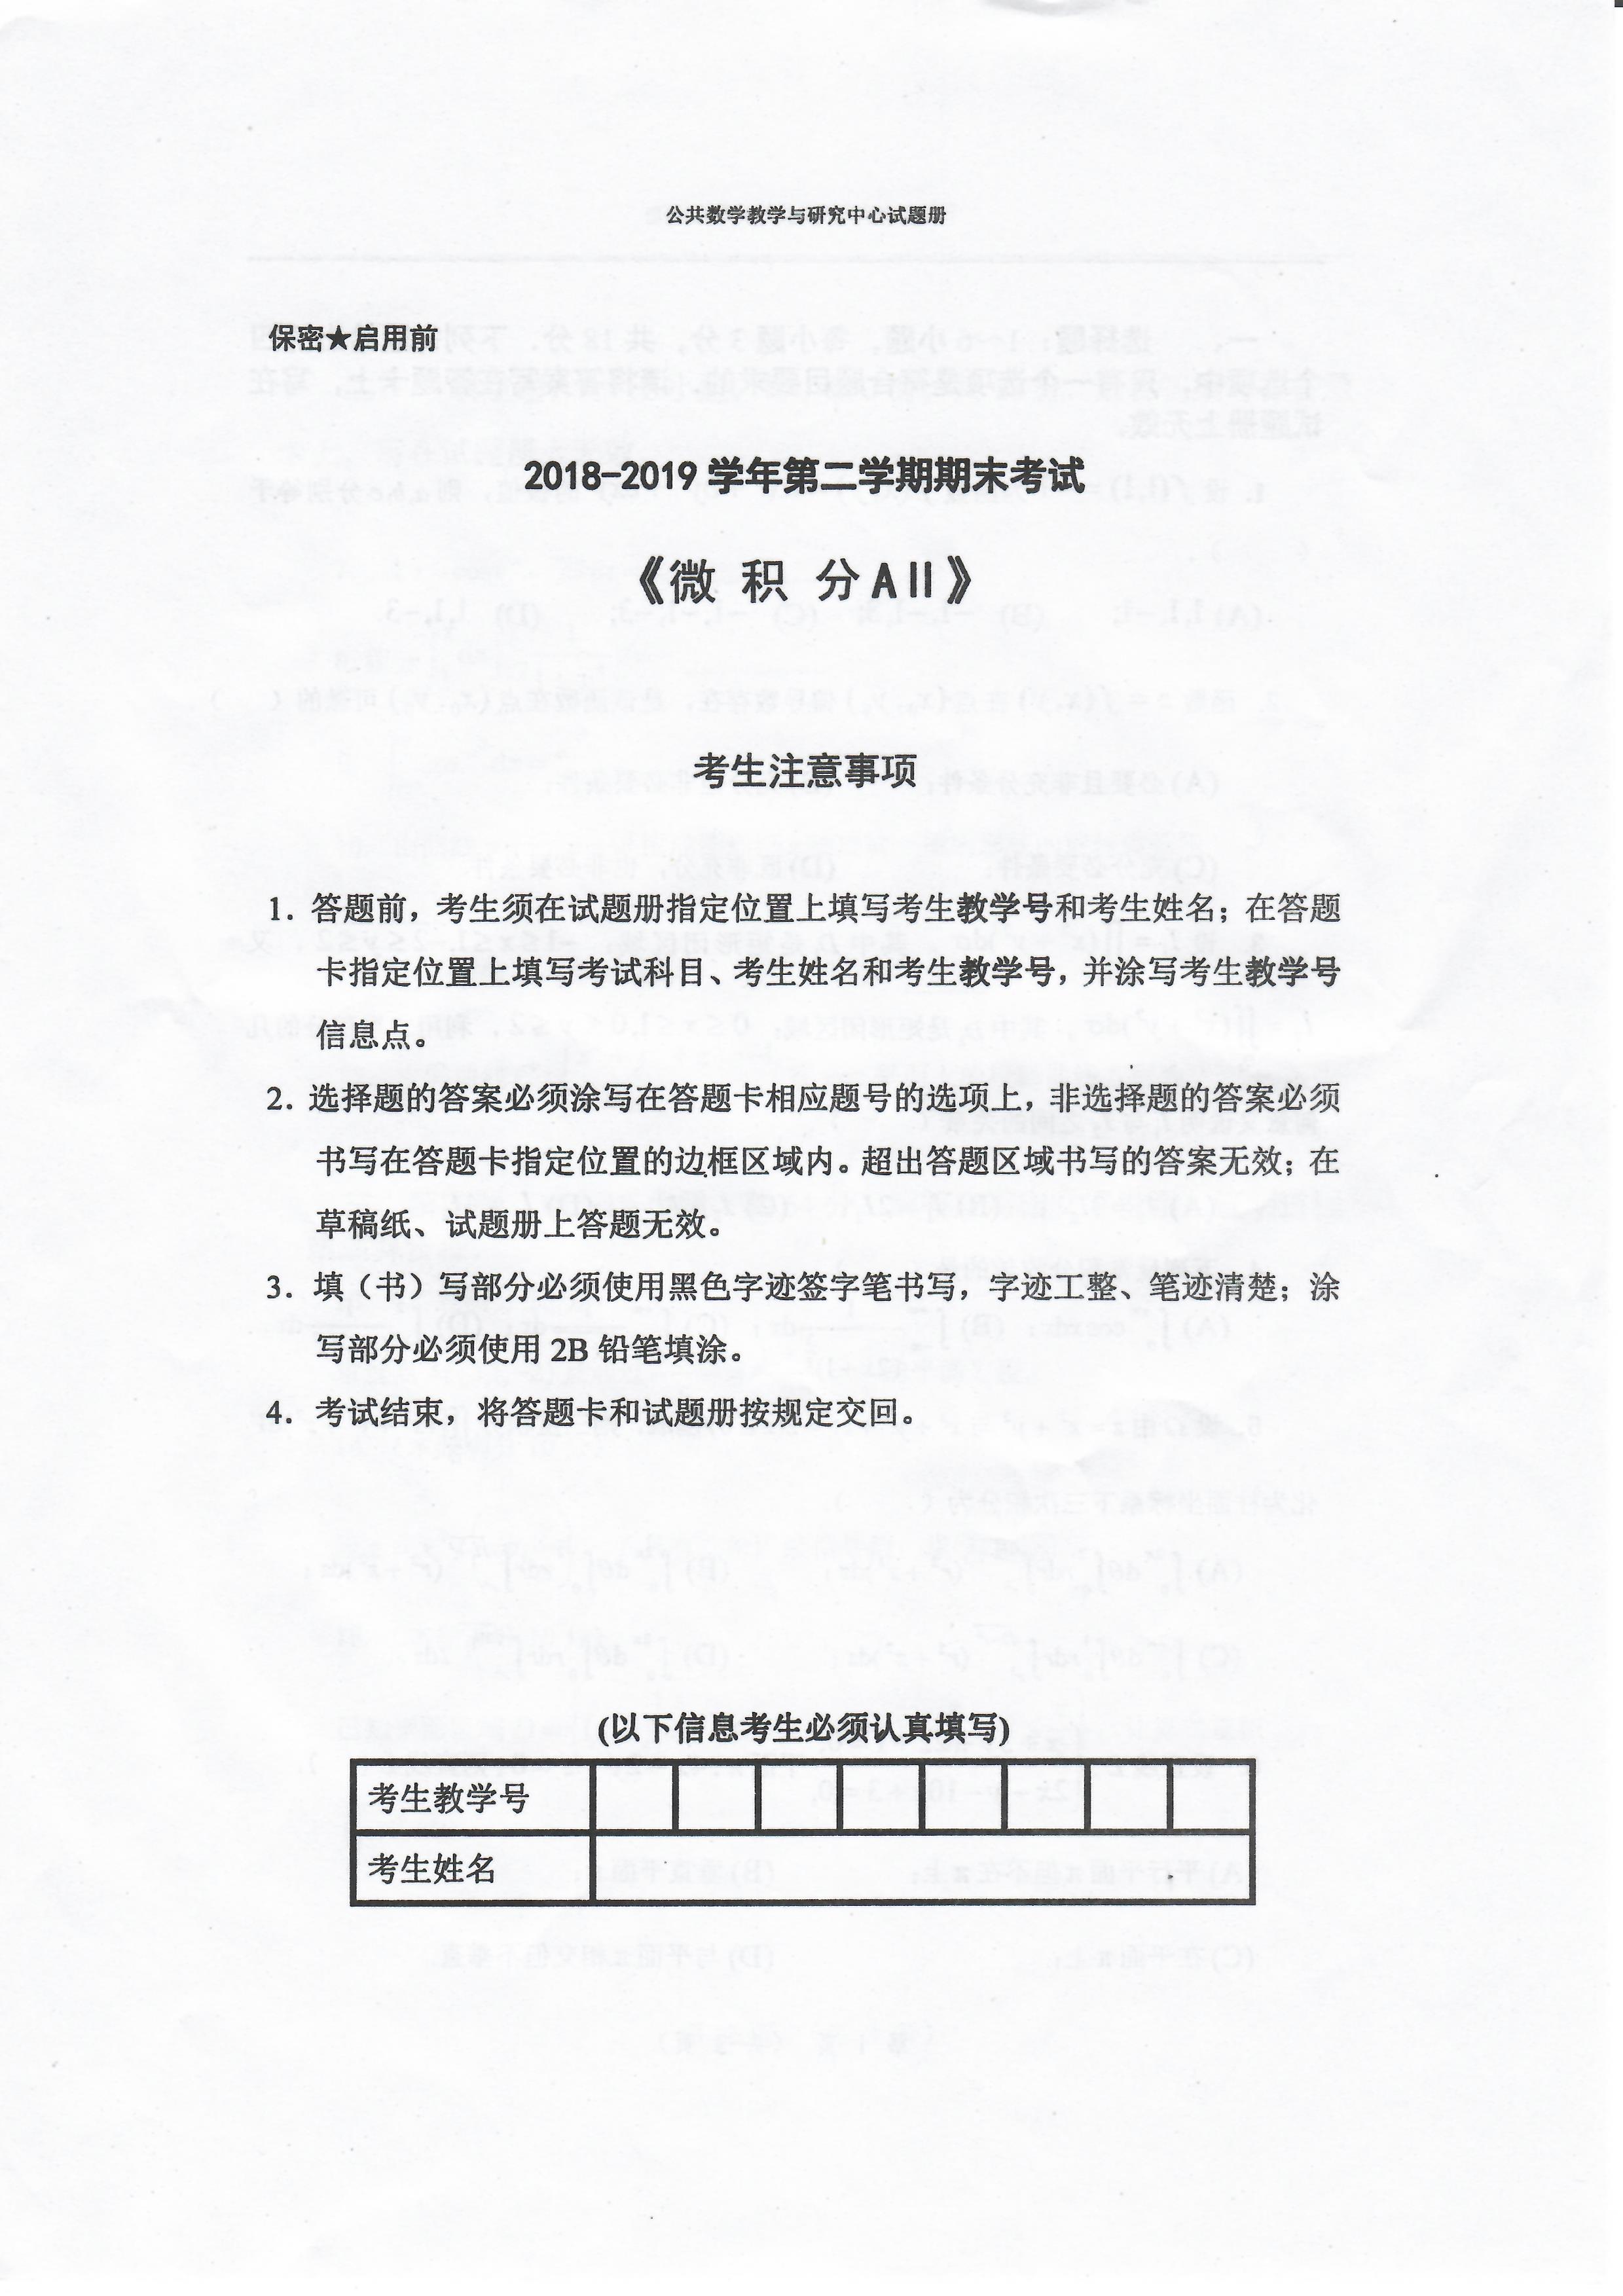 公共数学教学与研究中心试题册
保密★启用前
2018-2019 学年第二学期期末考试
《微 积 分AII》
考生注意事项
1. 答题前，考生须在试题册指定位置上填写考生教学号和考生姓名；在答题
卡指定位置上填写考试科目、考生姓名和考生教学号，并涂写考生教学号
信息点。
2. 选择题的答案必须涂写在答题卡相应题号的选项上，非选择题的答案必须
书写在答题卡指定位置的边框区域内。超出答题区域书写的答案无效；在
草稿纸、试题册上答题无效。
3. 填（书）写部分必须使用黑色字迹签字笔书写，字迹工整、笔迹清楚；涂
写部分必须使用 2B 铅笔填涂。
4. 考试结束，将答题卡和试题册按规定交回。
(以下信息考生必须认真填写)
考生教学号
考生姓名